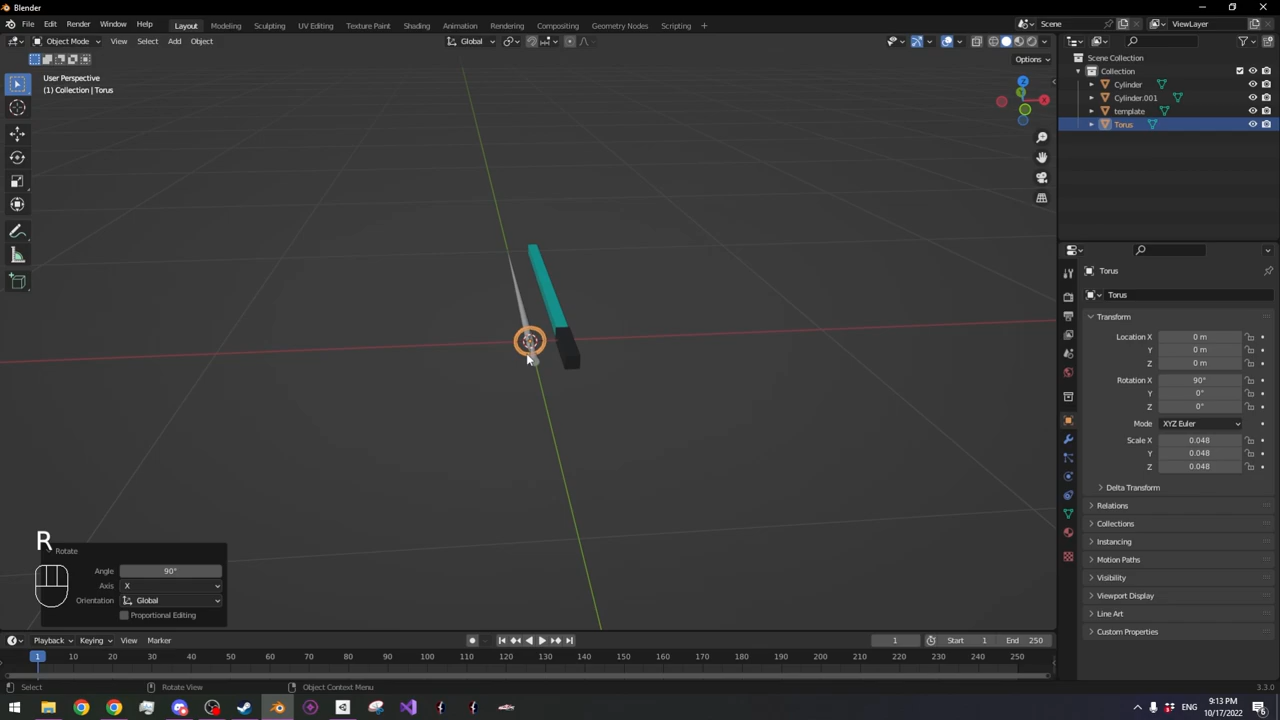 Blender
File Edit Render Window Help
Layout Modeling Sculpting UV Editing Texture Paint Shading Animation Rendering Compositing Geometry Nodes Scripting +
Scene
ViewLayer
Object Mode View Select Add Object
Global
Options
User Perspective
(1) Collection | Torus
Z
X
Scene Collection
Collection
Cylinder
Cylinder.001
template
Torus
Torus
Torus
Transform
Location X 0 m
Y 0 m
Z 0 m
Rotation X 90°
Y 0°
Z 0°
Mode XYZ Euler
Scale X 0.048
Y 0.048
Z 0.048
Delta Transform
Relations
Collections
Instancing
Motion Paths
Visibility
Viewport Display
Line Art
Custom Properties
R
Rotate
Angle 90°
Axis X
Orientation Global
Proportional Editing
Playback Keying View Marker
1 Start 1 End 250
1 10 20 30 40 50 60 70 80 90 100 110 120 130 140 150 160 170 180 190 200 210 220 230 240 250
Select Rotate View Object Context Menu
3.3.0
9:13 PM
10/17/2022